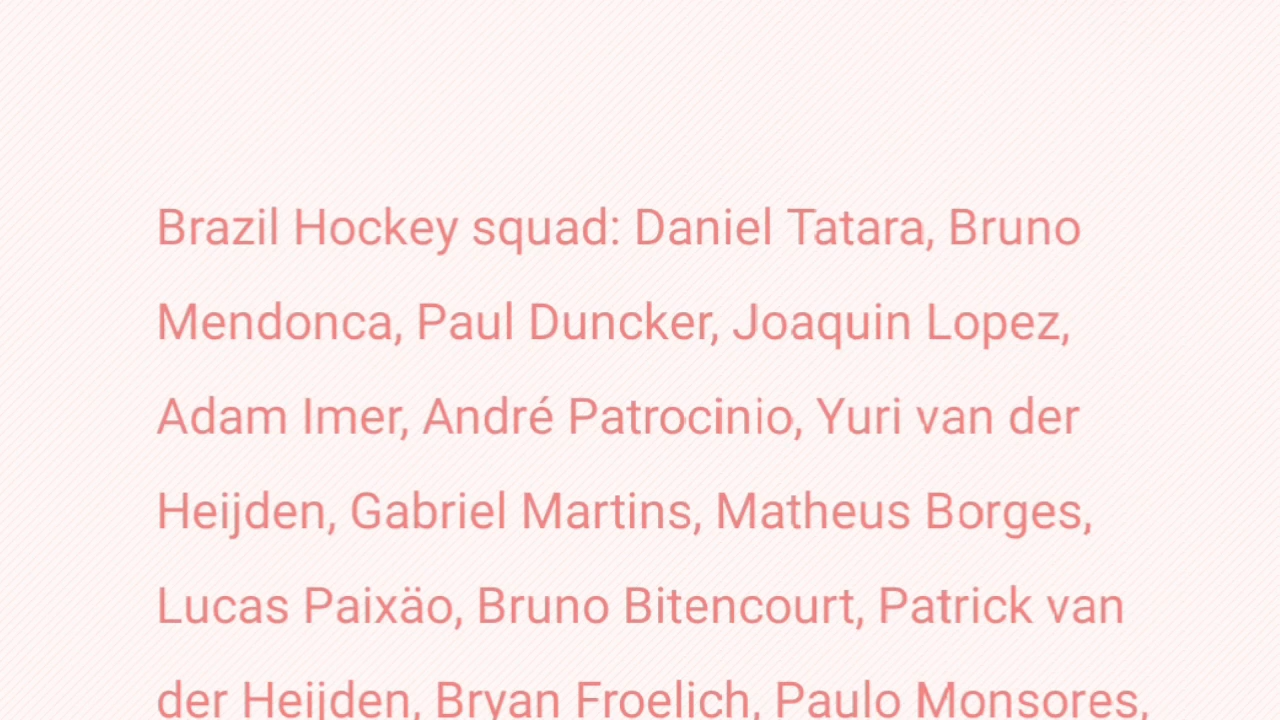 Brazil Hockey squad: Daniel Tatara, Bruno
Mendonca, Paul Duncker, Joaquin Lopez,
Adam Imer, André Patrocinio, Yuri van der
Heijden, Gabriel Martins, Matheus Borges,
Lucas Paixäo, Bruno Bitencourt, Patrick van
der Heijden, Bryan Froelich, Paulo Monsores,